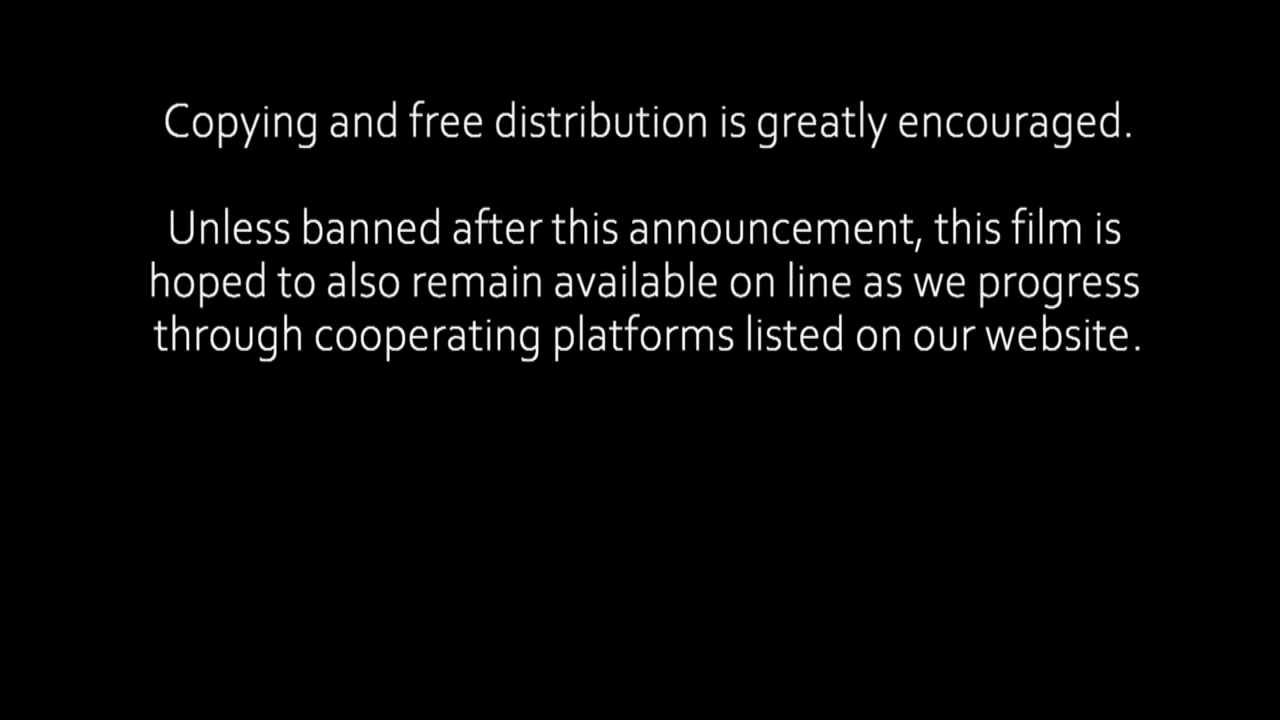 Copying and free distribution is greatly encouraged.
Unless banned after this announcement, this film is
hoped to also remain available on line as we progress
through cooperating platforms listed on our website.